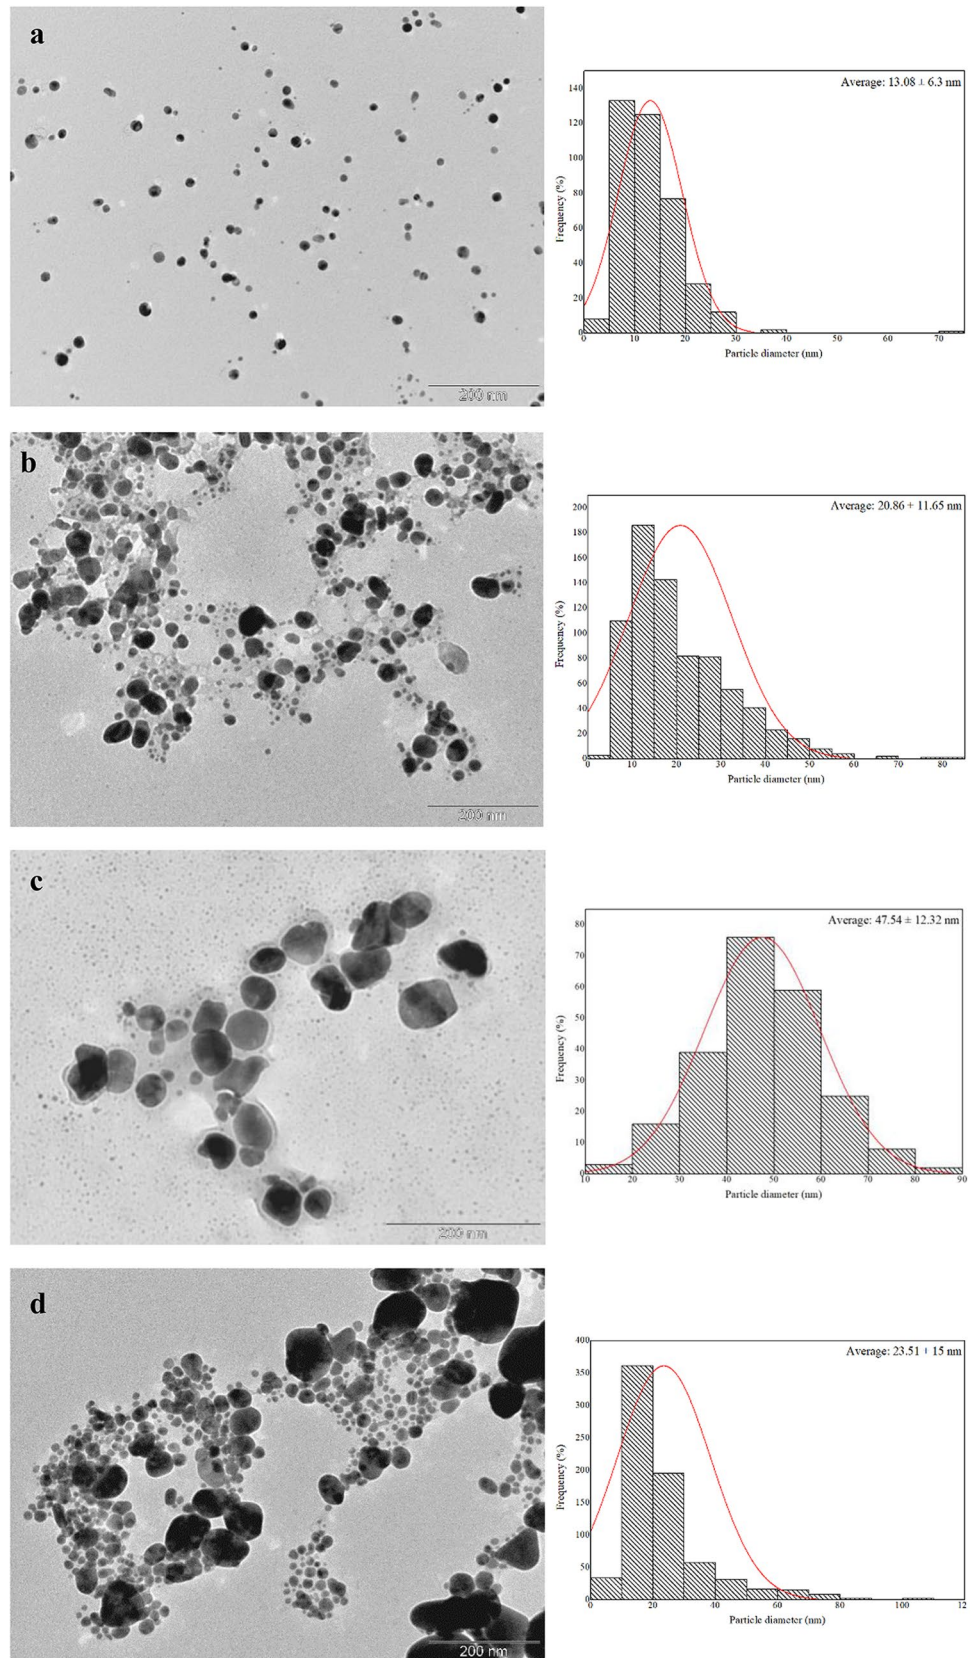 a
200 nm
Average: 13.08 ± 6.3 nm
140
120
100
80
60
40
20
0
Frequency (%)
0 10 20 30 40 50 60 70
Particle diameter (nm)
b
200 nm
Average: 20.86 ± 11.65 nm
200
180
160
140
120
100
80
60
40
20
0
Frequency (%)
0 10 20 30 40 50 60 70 80
Particle diameter (nm)
c
200 nm
Average: 47.54 ± 12.32 nm
80
70
60
50
40
30
20
10
0
Frequency (%)
10 20 30 40 50 60 70 80 90
Particle diameter (nm)
d
200 nm
Average: 23.51 ± 15 nm
400
350
300
250
200
150
100
50
0
Frequency (%)
0 20 40 60 80 100 12
Particle diameter (nm)